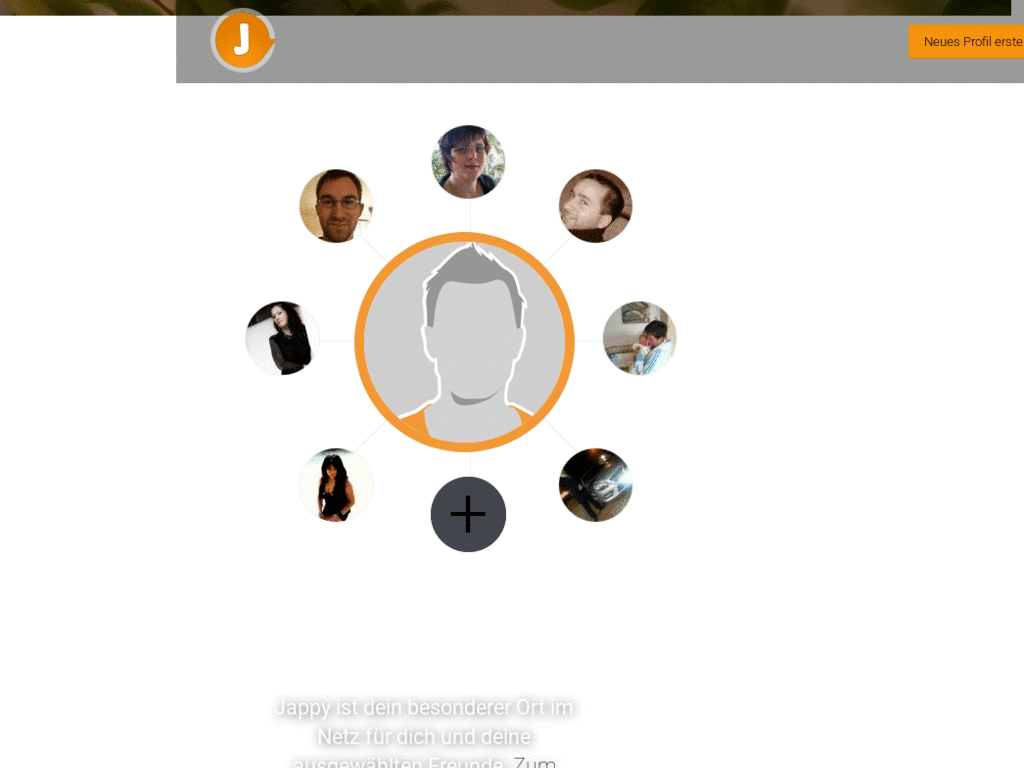 J
Neues Profil erste
Jappy ist dein besonderer Ort im
Netz für dich und deine
ausgewählten Freunde. Zum